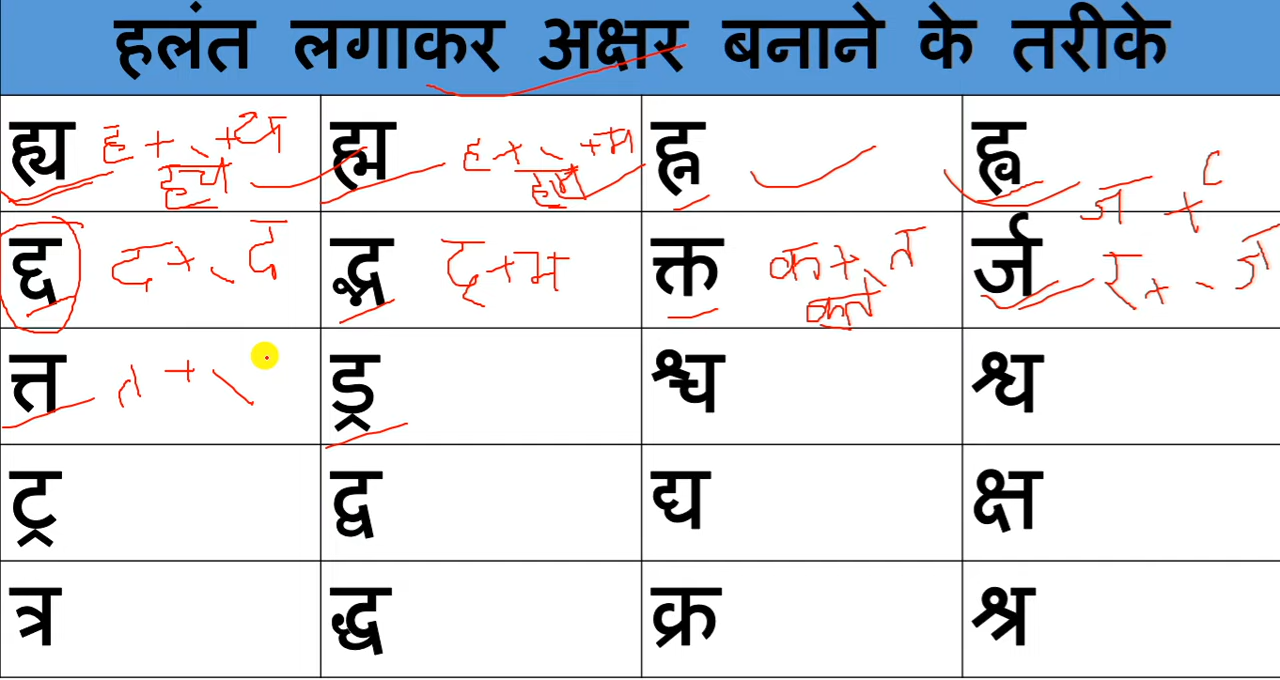 हलंत लगाकर अक्षर बनाने के तरीके
ह्य ह + ् + य ह्य ह्म ह + ् + म ह्म ह्न ह्व
द्द द + ् द द्भ द् + भ क्त क + ् त क्त र्ज र + ् ज ज +
त्त त + ् ड्र श्च श्व
ट्र द्व द्य क्ष
त्र द्ध क्र श्र